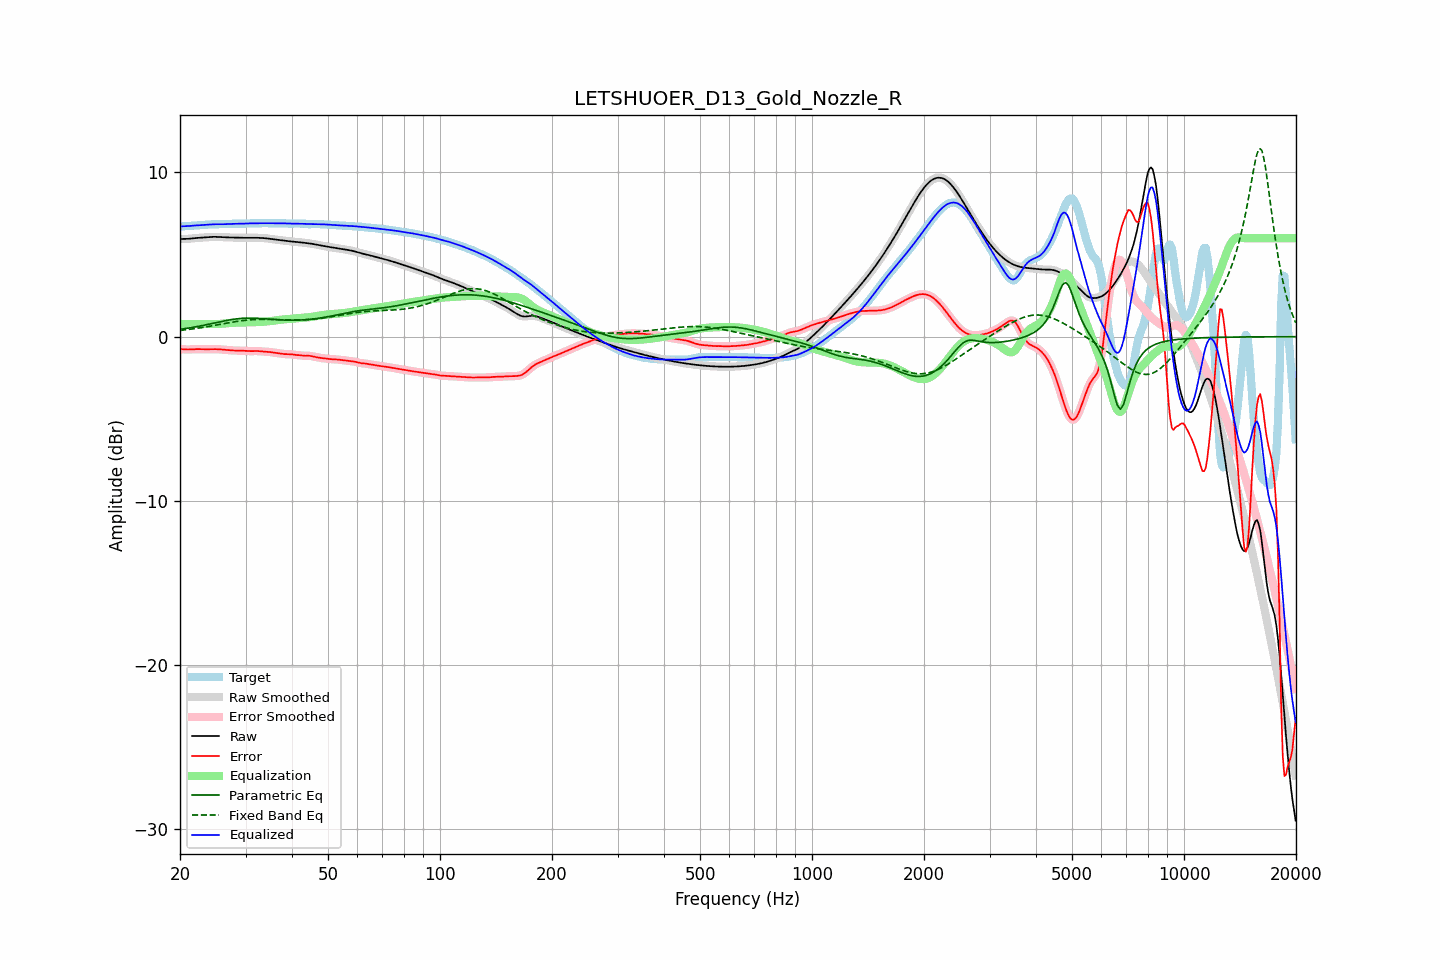 LETSHUOER_D13_Gold_Nozzle_R
10
0
−10
−20
−30
Amplitude (dBr)
Target
Raw Smoothed
Error Smoothed
Raw
Error
Equalization
Parametric Eq
Fixed Band Eq
Equalized
20 50 100 200 500 1000 2000 5000 10000 20000
Frequency (Hz)